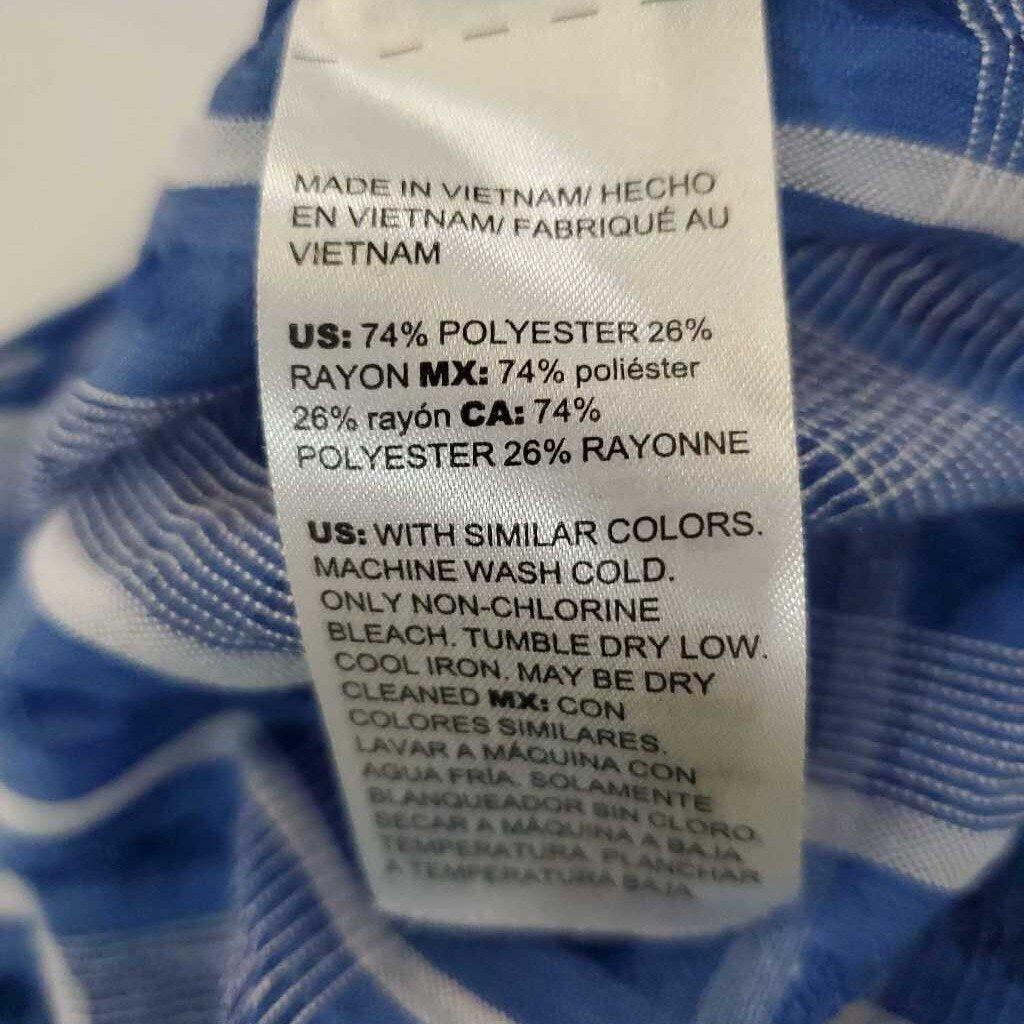 MADE IN VIETNAM/ HECHO
EN VIETNAM/ FABRIQUÉ AU
VIETNAM
US: 74% POLYESTER 26%
RAYON MX: 74% poliéster
26% rayón CA: 74%
POLYESTER 26% RAYONNE
US: WITH SIMILAR COLORS.
MACHINE WASH COLD.
ONLY NON-CHLORINE
BLEACH. TUMBLE DRY LOW.
COOL IRON. MAY BE DRY
CLEANED MX: CON
COLORES SIMILARES.
LAVAR A MÁQUINA CON
AGUA FRÍA. SOLAMENTE
BLANQUEADOR SIN CLORO.
SECAR A MÁQUINA A BAJA
TEMPERATURA. PLANCHAR
A TEMPERATURA BAJA